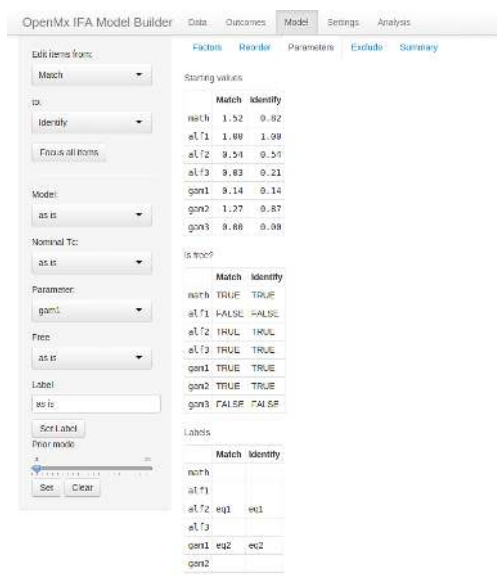 OpenMx IFA Model Builder Data Outcomes Model Settings Analysis
Factors Reorder Parameters Exclude Summary
Edit items from:
Match
to:
Identify
Focus all items
Model:
as is
Nominal Tc:
as is
Parameter:
gam1
Free
as is
Label
as is
Set Label
Prior mode
Set Clear
Starting values
Match Identify
math 1.52 0.82
alf1 1.00 1.00
alf2 0.54 0.54
alf3 0.03 0.21
gam1 0.14 0.14
gam2 1.27 0.87
gam3 0.00 0.00
Is free?
Match Identify
math TRUE TRUE
alf1 FALSE FALSE
alf2 TRUE TRUE
alf3 TRUE TRUE
gam1 TRUE TRUE
gam2 TRUE TRUE
gam3 FALSE FALSE
Labels
Match Identify
math
alf1
alf2 eq1 eq1
alf3
gam1 eq2 eq2
gam2